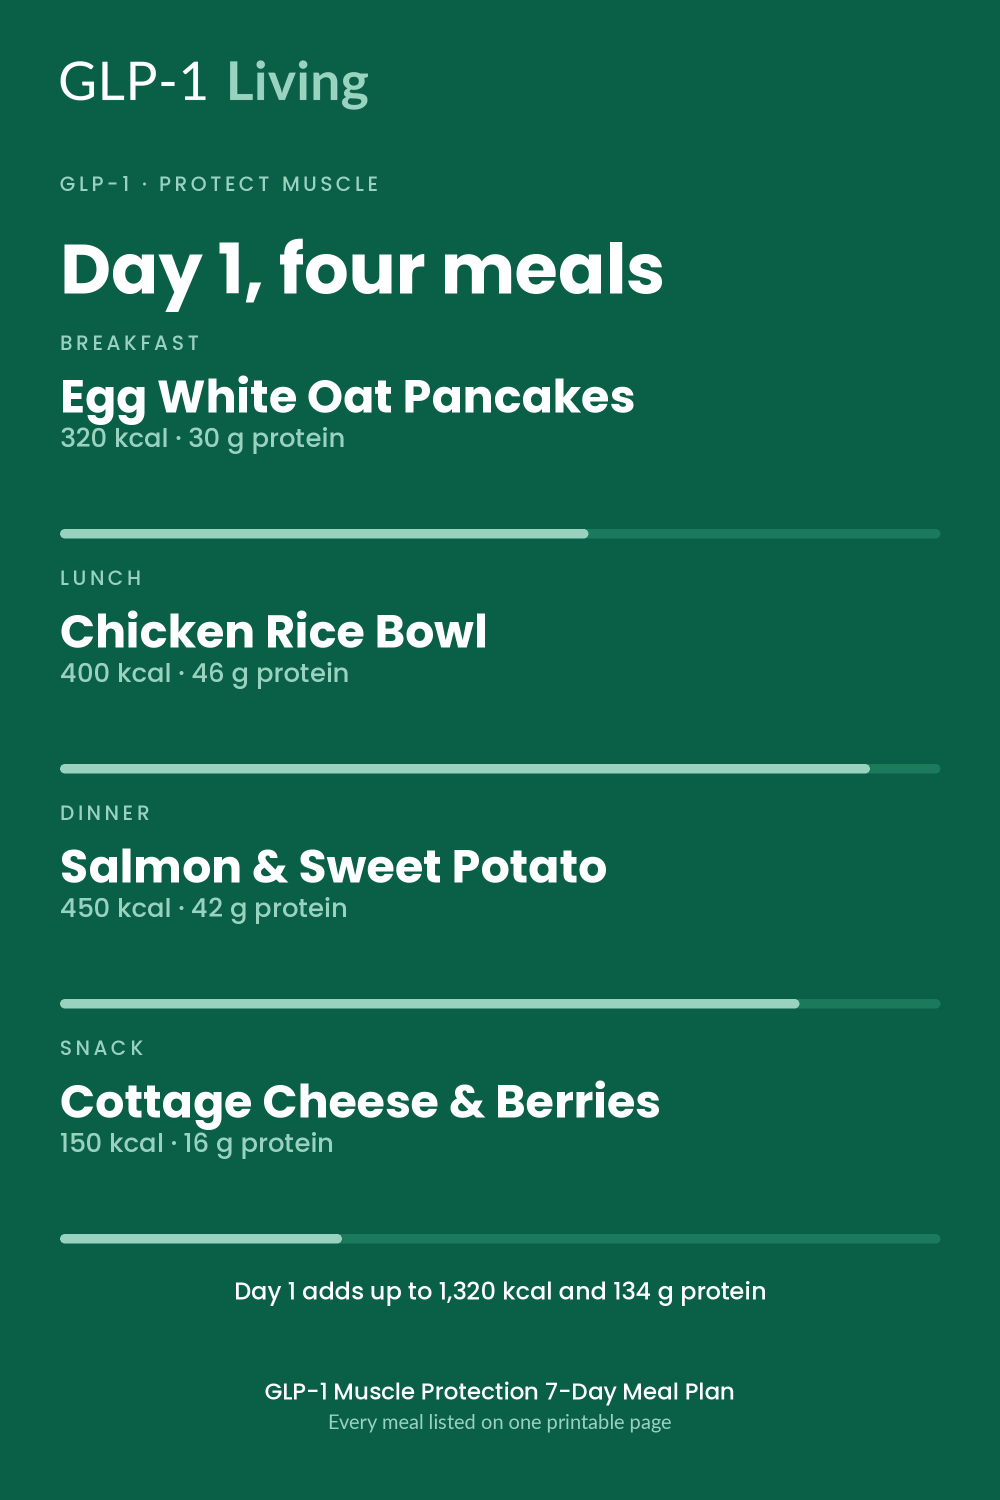 GLP-1 Living
GLP-1 · PROTECT MUSCLE
Day 1, four meals
BREAKFAST
Egg White Oat Pancakes
320 kcal · 30 g protein
LUNCH
Chicken Rice Bowl
400 kcal · 46 g protein
DINNER
Salmon & Sweet Potato
450 kcal · 42 g protein
SNACK
Cottage Cheese & Berries
150 kcal · 16 g protein
Day 1 adds up to 1,320 kcal and 134 g protein
GLP-1 Muscle Protection 7-Day Meal Plan
Every meal listed on one printable page